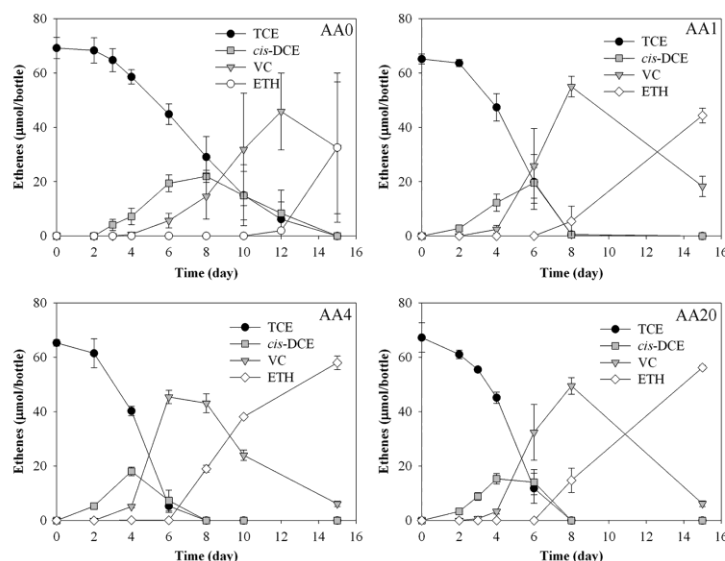 AA0
TCE
cis-DCE
VC
ETH
Ethenes (µmol/bottle)
80
60
40
20
0
0 2 4 6 8 10 12 14 16
Time (day)
AA1
TCE
cis-DCE
VC
ETH
Ethenes (µmol/bottle)
80
60
40
20
0
0 2 4 6 8 10 12 14 16
Time (day)
AA4
TCE
cis-DCE
VC
ETH
Ethenes (µmol/bottle)
80
60
40
20
0
0 2 4 6 8 10 12 14 16
Time (day)
AA20
TCE
cis-DCE
VC
ETH
Ethenes (µmol/bottle)
80
60
40
20
0
0 2 4 6 8 10 12 14 16
Time (day)